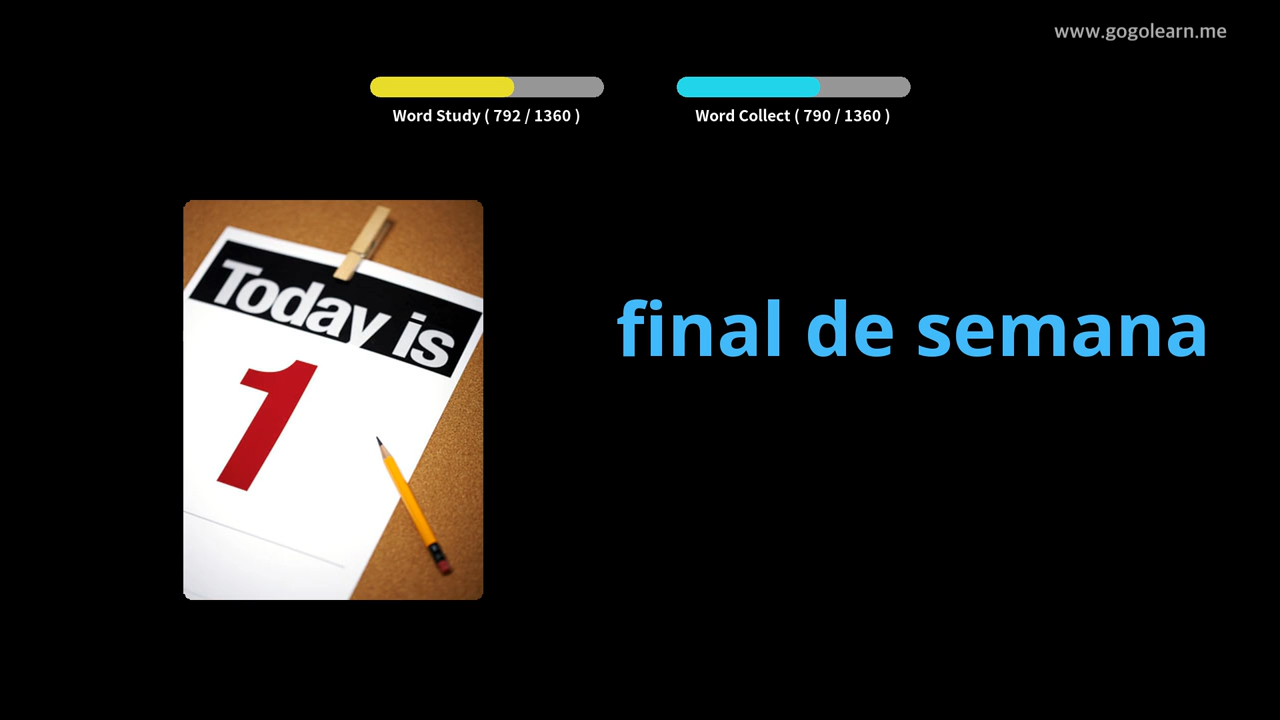 www.gogolearn.me
Word Study ( 792 / 1360 )
Word Collect ( 790 / 1360 )
Today is
1
final de semana